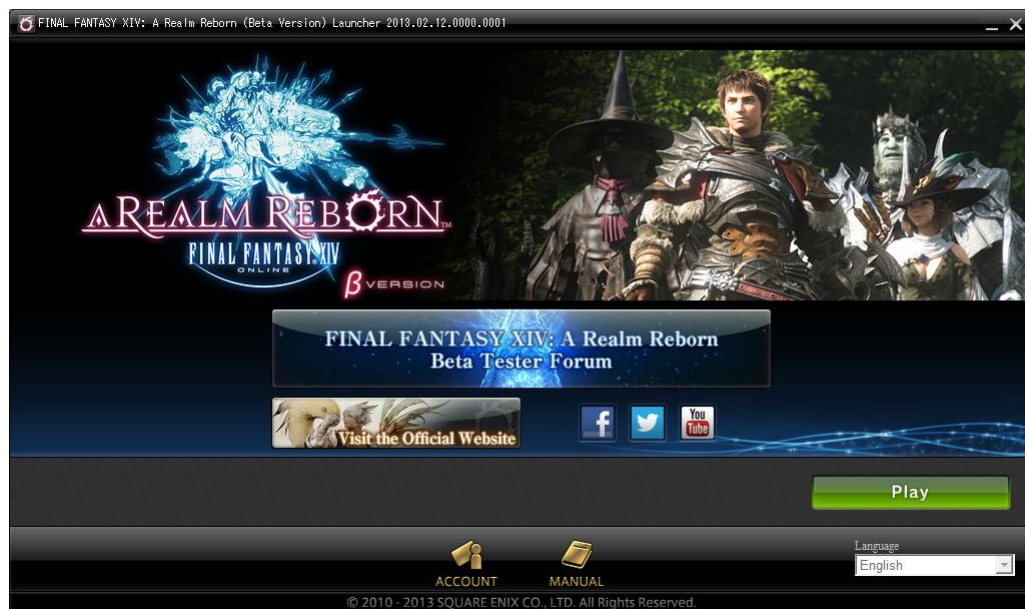 FINAL FANTASY XIV: A Realm Reborn (Beta Version) Launcher 2013.02.12.0000.0001
A REALM REBORN™
FINAL FANTASY XIV
ONLINE
β VERSION
FINAL FANTASY XIV: A Realm Reborn
Beta Tester Forum
Visit the Official Website
f
You
Tube
Play
Language
English
ACCOUNT
MANUAL
© 2010 - 2013 SQUARE ENIX CO., LTD. All Rights Reserved.